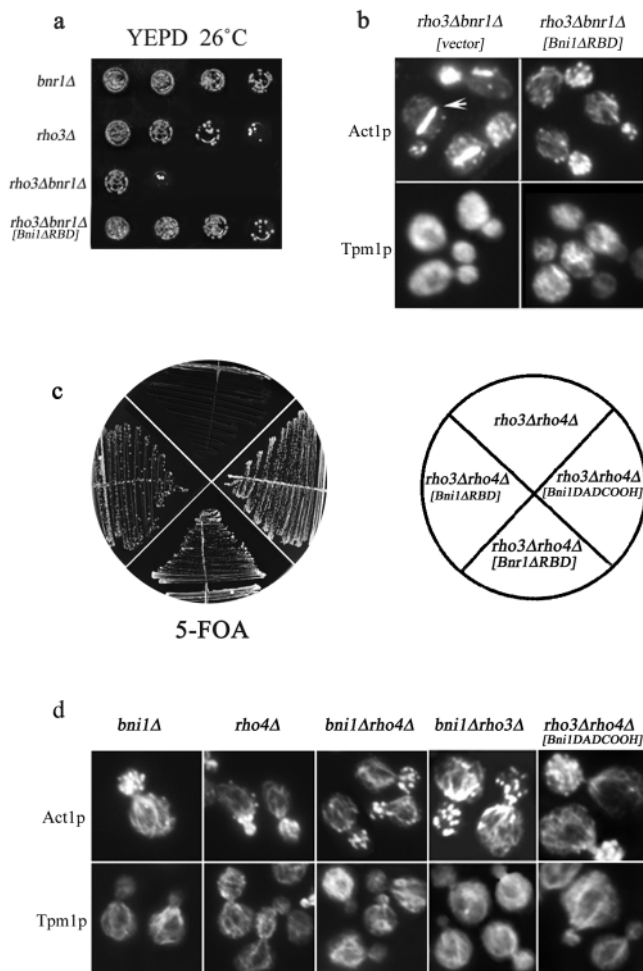 a
YEPD 26°C
bnr1Δ
rho3Δ
rho3Δbnr1Δ
rho3Δbnr1Δ
[Bni1ΔRBD]
b
rho3Δbnr1Δ
[vector]
rho3Δbnr1Δ
[Bni1ΔRBD]
Act1p
Tpm1p
c
5-FOA
rho3Δrho4Δ
rho3Δrho4Δ
[Bni1ΔRBD]
rho3Δrho4Δ
[Bni1DADCOOH]
rho3Δrho4Δ
[Bnr1ΔRBD]
d
bni1Δ
rho4Δ
bni1Δrho4Δ
bni1Δrho3Δ
rho3Δrho4Δ
[Bni1DADCOOH]
Act1p
Tpm1p